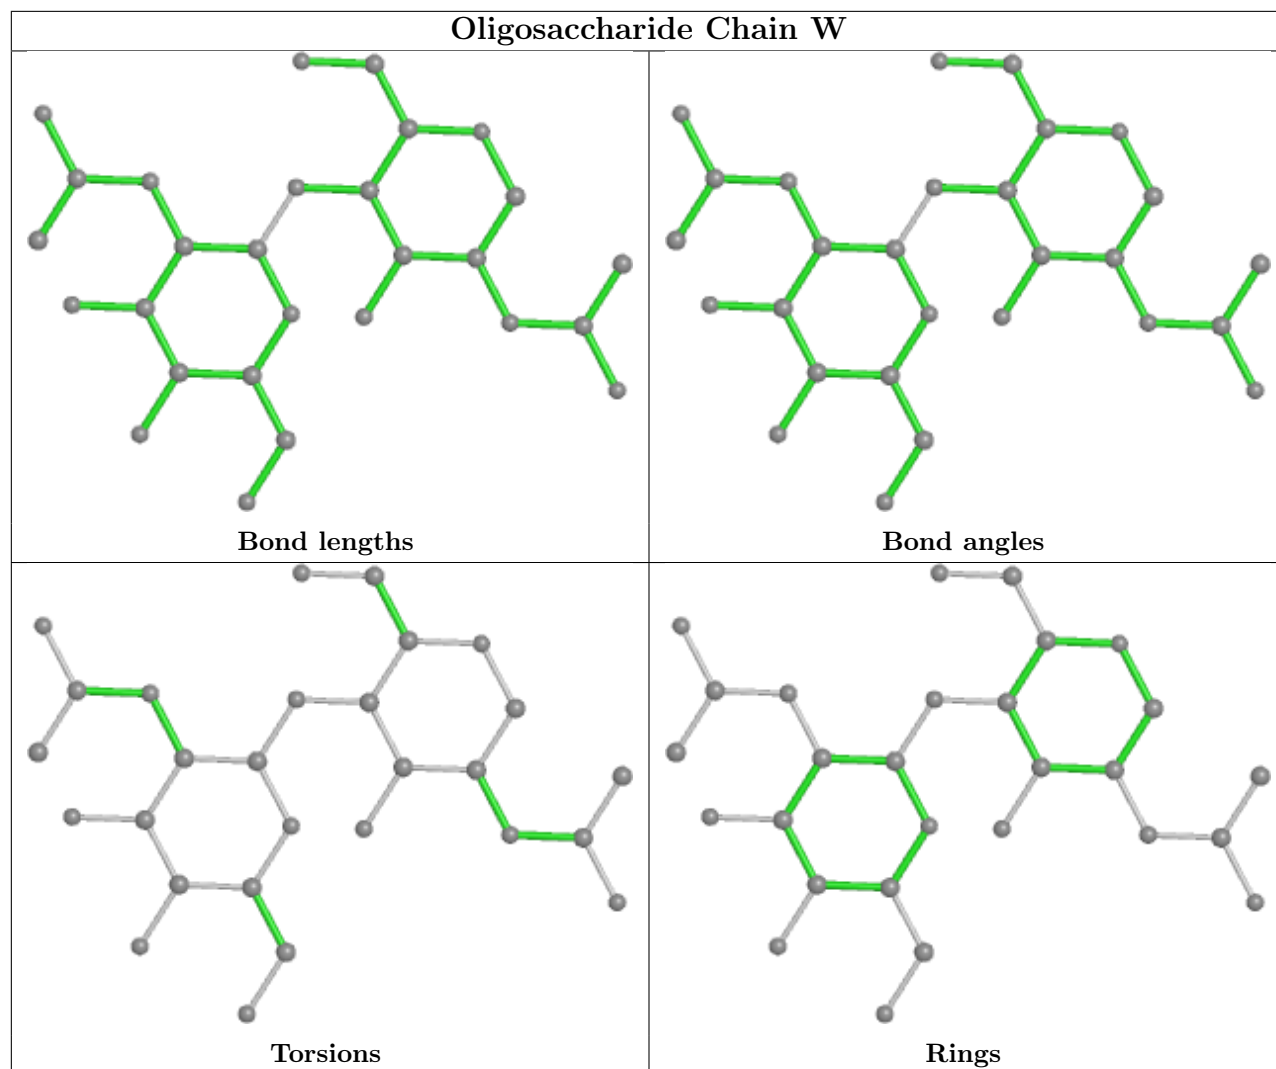 Oligosaccharide Chain W
Bond lengths
Bond angles
Torsions
Rings